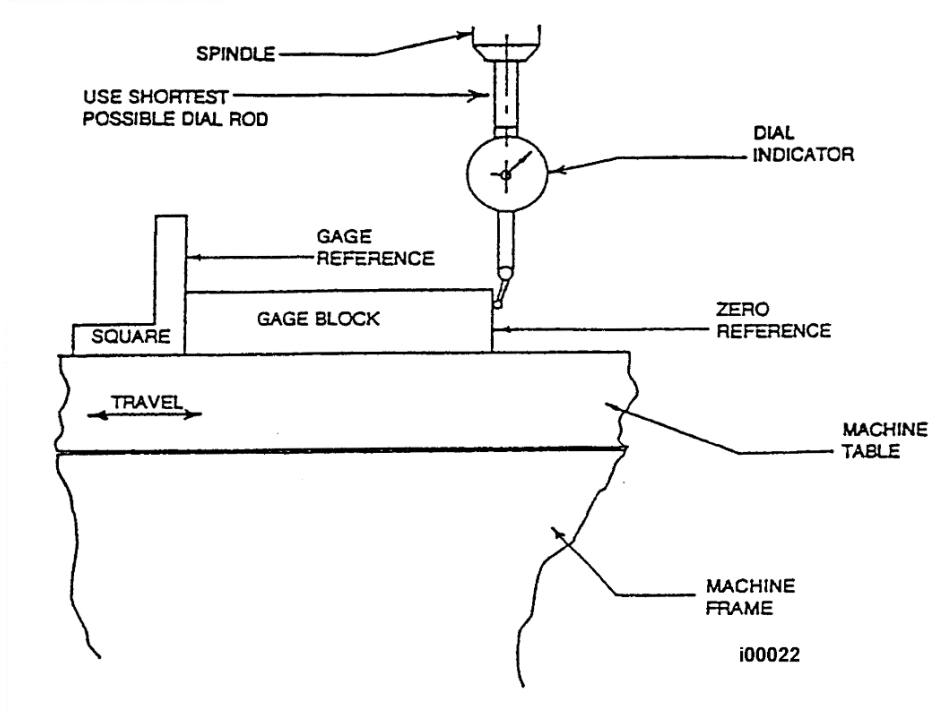 SPINDLE
USE SHORTEST
POSSIBLE DIAL ROD
DIAL
INDICATOR
GAGE
REFERENCE
GAGE BLOCK
ZERO
REFERENCE
SQUARE
TRAVEL
MACHINE
TABLE
MACHINE
FRAME
i00022